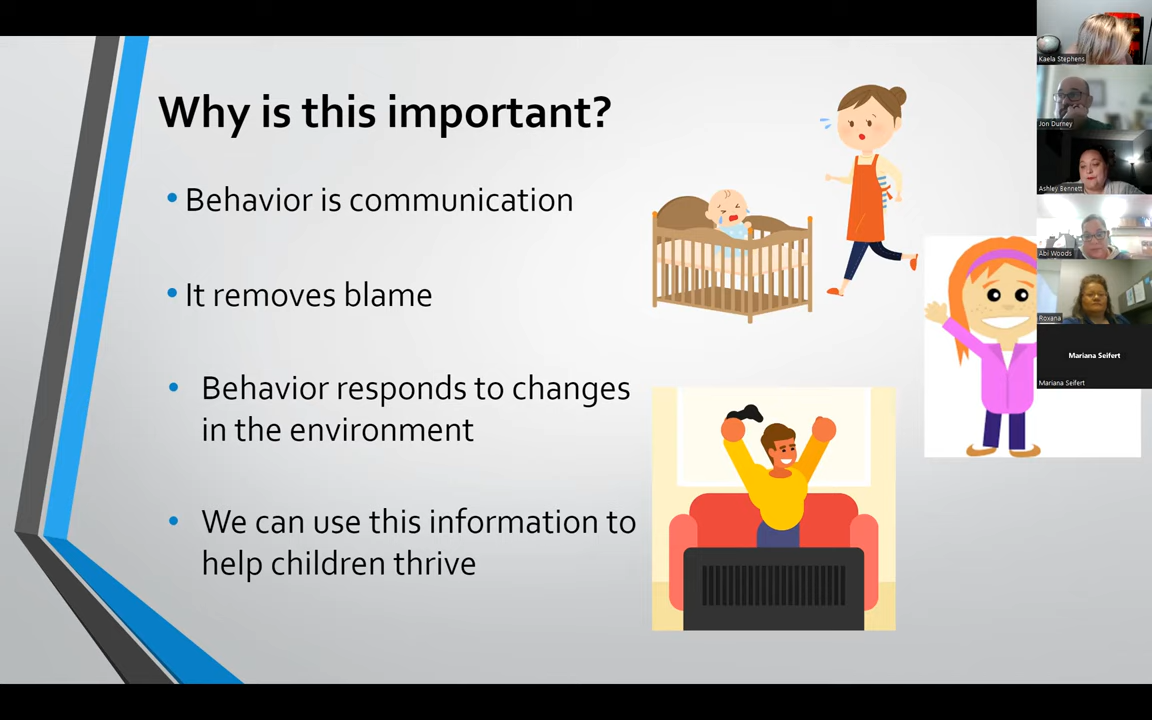 Why is this important?
• Behavior is communication
• It removes blame
• Behavior responds to changes
in the environment
• We can use this information to
help children thrive
Kaela Stephens
Jon Durney
Ashley Bennett
Abi Woods
Roxana
Mariana Seifert
Mariana Seifert